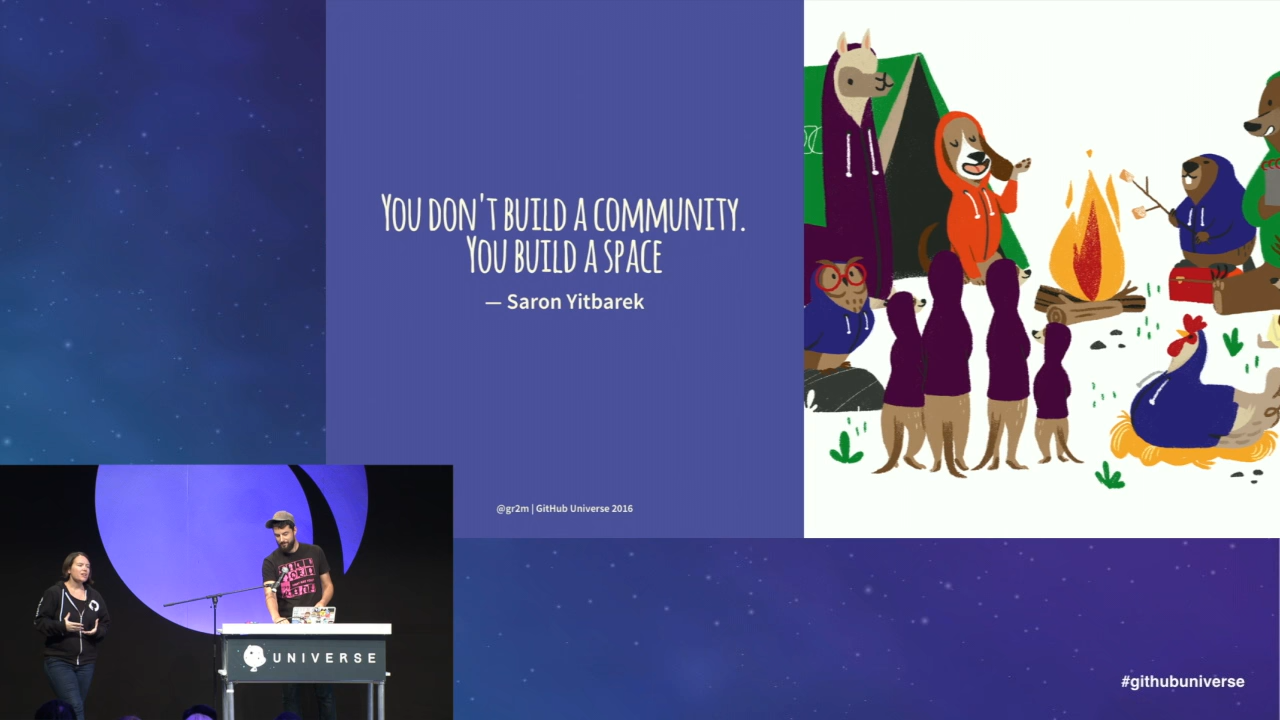 You don't build a community.
You build a space
— Saron Yitbarek
@gr2m | GitHub Universe 2016
UNIVERSE
#githubuniverse